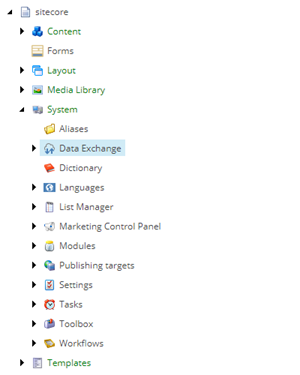 sitecore
Content
Forms
Layout
Media Library
System
Aliases
Data Exchange
Dictionary
Languages
List Manager
Marketing Control Panel
Modules
Publishing targets
Settings
Tasks
Toolbox
Workflows
Templates